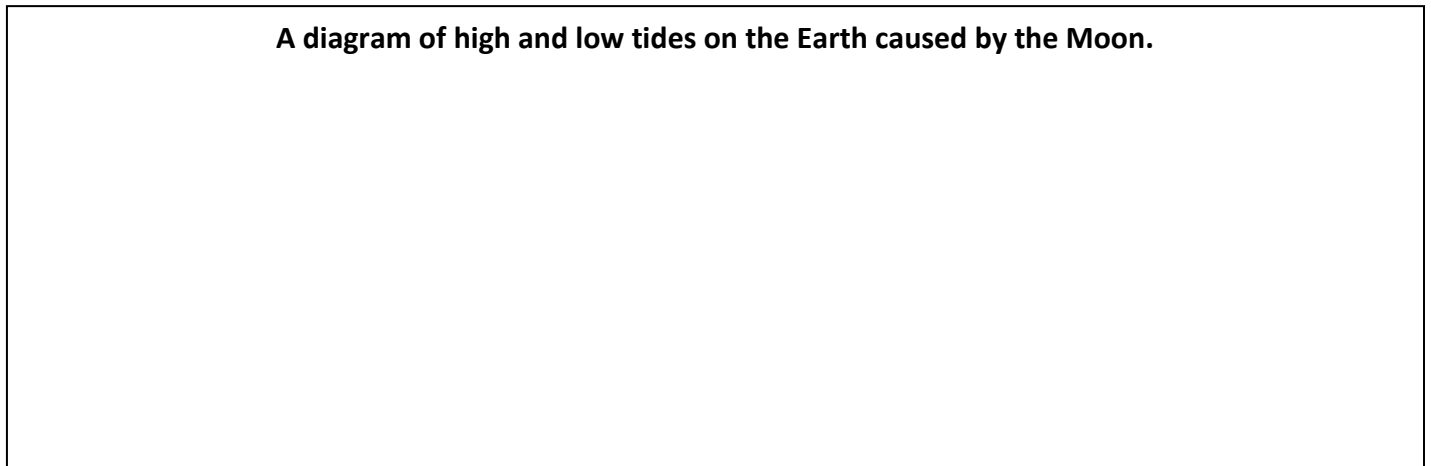 A diagram of high and low tides on the Earth caused by the Moon.